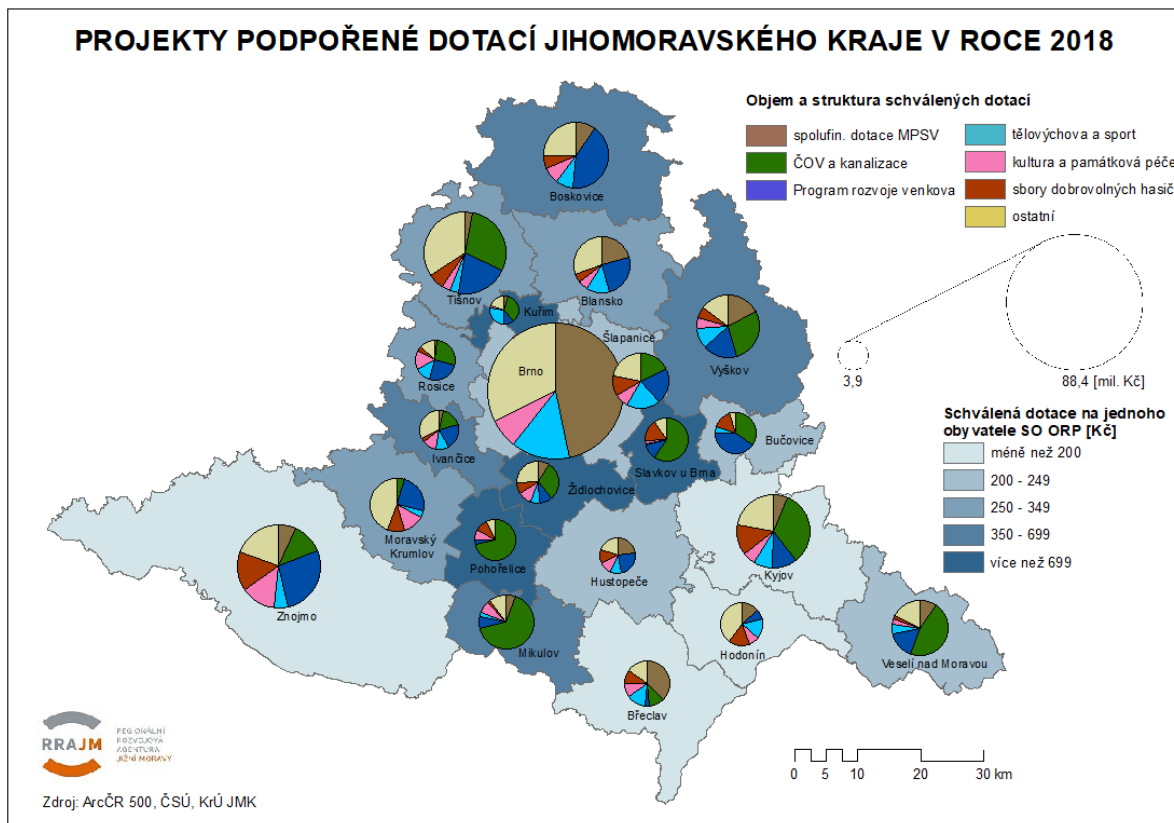 PROJEKTY PODPOŘENÉ DOTACÍ JIHOMORAVSKÉHO KRAJE V ROCE 2018
Objem a struktura schválených dotací
spolufin. dotace MPSV
ČOV a kanalizace
Program rozvoje venkova
tělovýchova a sport
kultura a památková péče
sbory dobrovolných hasič
ostatní
3,9
88,4 [mil. Kč]
Schválená dotace na jednoho
obyvatele SO ORP [Kč]
méně než 200
200 - 249
250 - 349
350 - 699
více než 699
Boskovice
Tišnov
Blansko
Kuřim
Šlapanice
Vyškov
Brno
Rosice
Ivančice
Bučovice
Slavkov u Brna
Židlochovice
Moravský
Krumlov
Pohořelice
Hustopeče
Kyjov
Znojmo
Mikulov
Hodonín
Veselí nad Moravou
Břeclav
RRAJM
REGIONÁLNÍ
ROZVOJOVÁ
AGENTURA
JIŽNÍ MORAVY
0 5 10 20 30 km
Zdroj: ArcČR 500, ČSÚ, KrÚ JMK